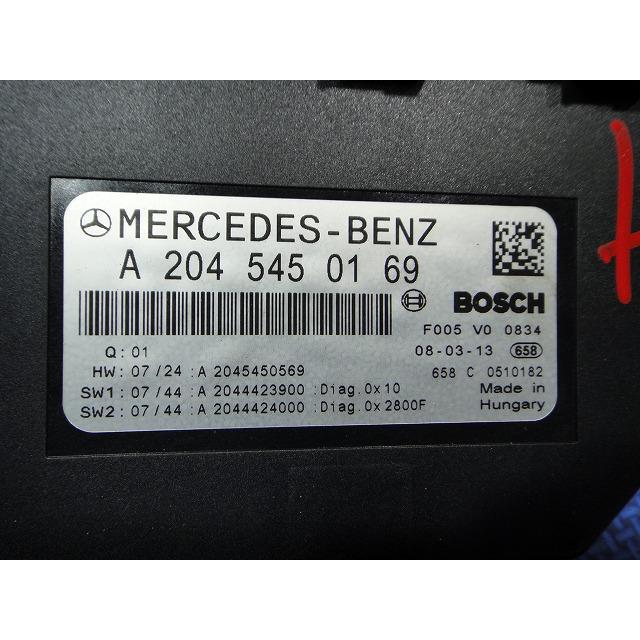 MERCEDES-BENZ
A 204 545 01 69
BOSCH
F005 V0 0834
Q: 01
08-03-13 658
HW: 07/24 :A 2045450569
658 C 0510182
SW1: 07/44 :A 2044423900 :Diag.0x10
Made in
SW2: 07/44 :A 2044424000 :Diag.0x2800F
Hungary